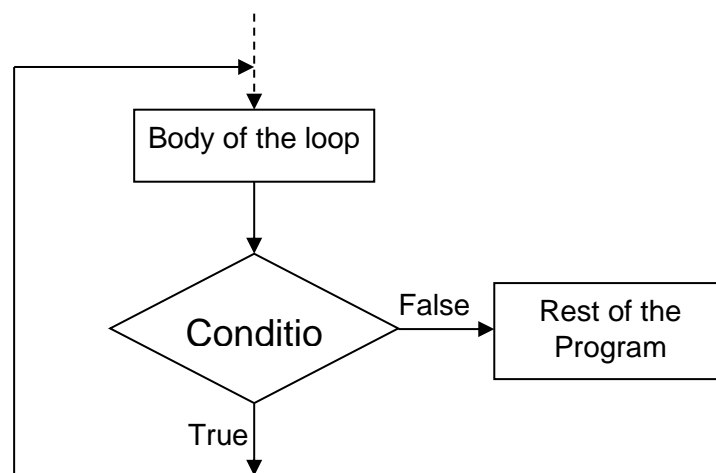 Body of the loop
Conditio
False
Rest of the
Program
True